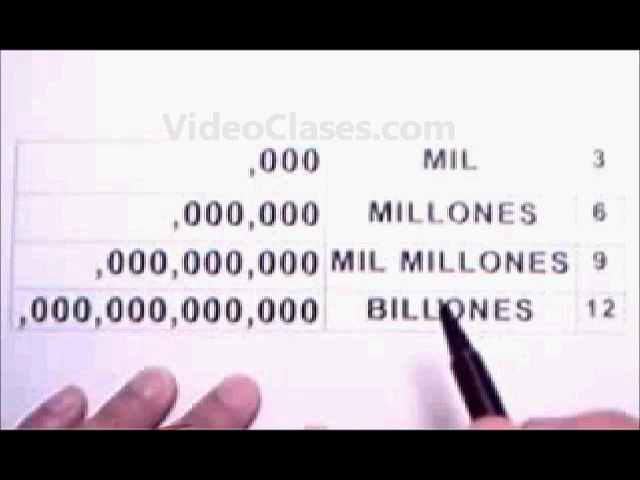 VideoClases.com
,000 MIL 3
,000,000 MILLONES 6
,000,000,000 MIL MILLONES 9
,000,000,000,000 BILLONES 12